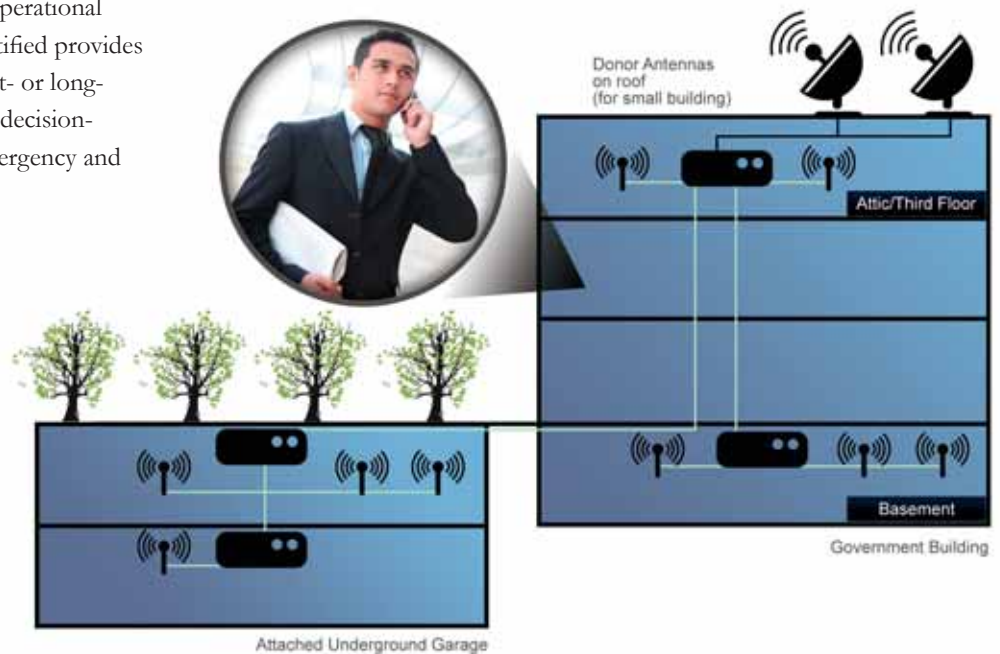 perational
tified provides
t- or long-
decision-
ergency and
Donor Antennas
on roof
(for small building)
Attic/Third Floor
Basement
Government Building
Attached Underground Garage